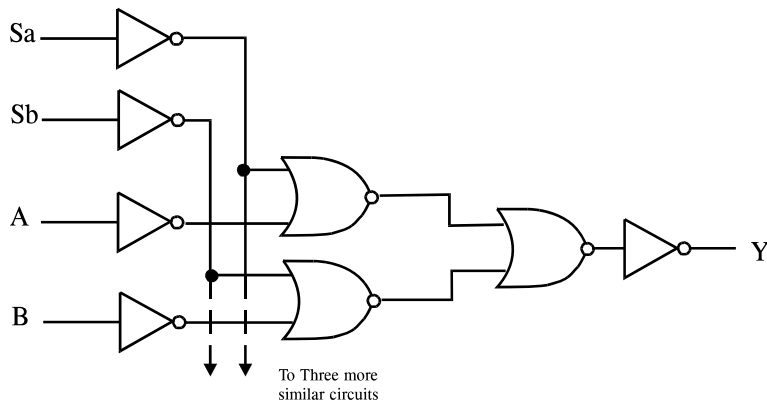 Sa
Sb
A
B
Y
To Three more
similar circuits